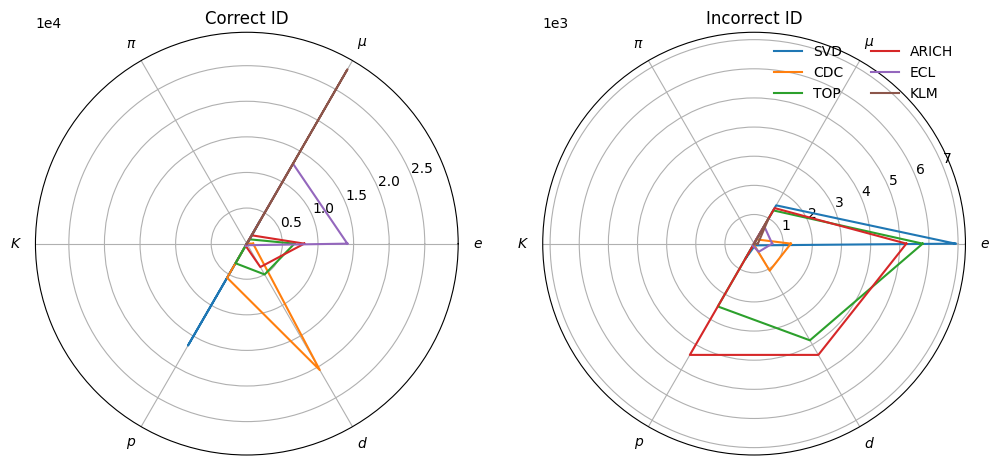 Correct ID
1e4
π
μ
K
e
p
d
0.5
1.0
1.5
2.0
2.5
Incorrect ID
1e3
π
μ
K
e
p
d
1
2
3
4
5
6
7
SVD
CDC
TOP
ARICH
ECL
KLM